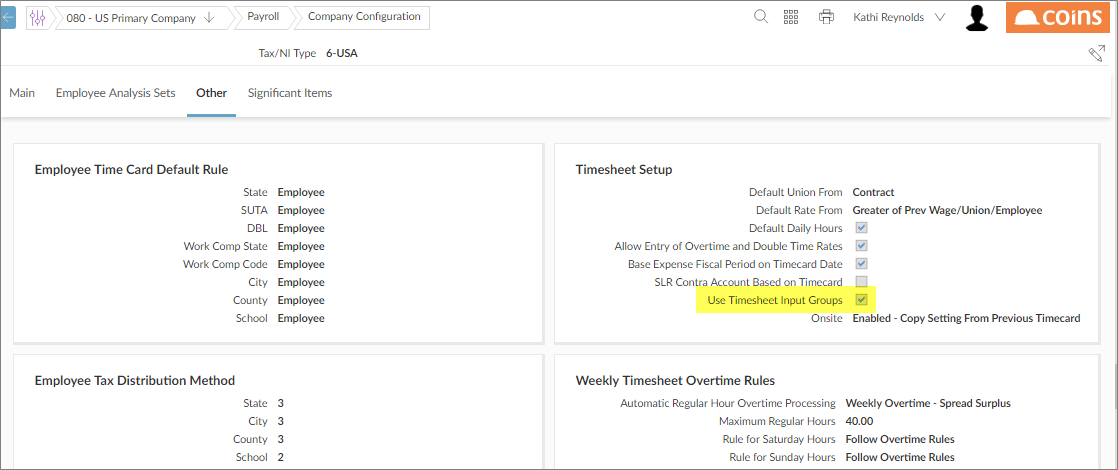 080 - US Primary Company
Payroll
Company Configuration
Kathi Reynolds
coins
Tax/NI Type 6-USA
Main
Employee Analysis Sets
Other
Significant Items
Employee Time Card Default Rule
State Employee
SUTA Employee
DBL Employee
Work Comp State Employee
Work Comp Code Employee
City Employee
County Employee
School Employee
Timesheet Setup
Default Union From Contract
Default Rate From Greater of Prev Wage/Union/Employee
Default Daily Hours
Allow Entry of Overtime and Double Time Rates
Base Expense Fiscal Period on Timecard Date
SLR Contra Account Based on Timecard
Use Timesheet Input Groups
Onsite Enabled - Copy Setting From Previous Timecard
Employee Tax Distribution Method
State 3
City 3
County 3
School 2
Weekly Timesheet Overtime Rules
Automatic Regular Hour Overtime Processing Weekly Overtime - Spread Surplus
Maximum Regular Hours 40.00
Rule for Saturday Hours Follow Overtime Rules
Rule for Sunday Hours Follow Overtime Rules